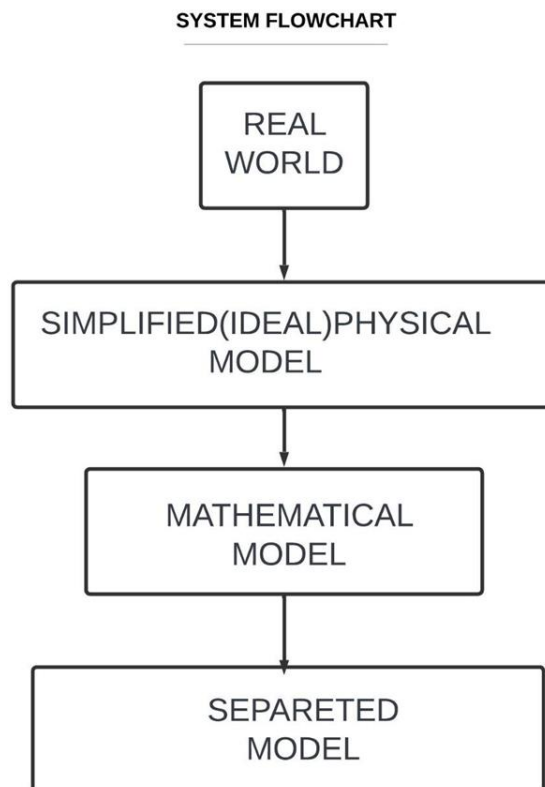 SYSTEM FLOWCHART
REAL
WORLD
SIMPLIFIED(IDEAL)PHYSICAL
MODEL
MATHEMATICAL
MODEL
SEPARETED
MODEL